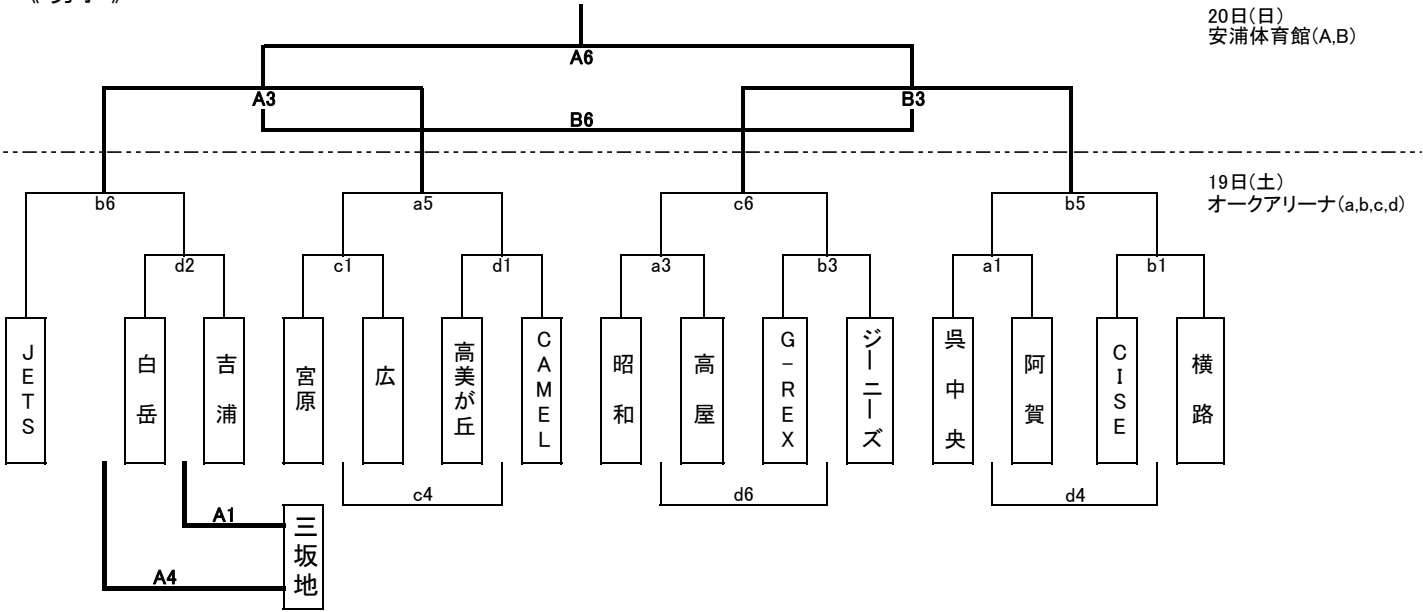 20日(日)
安浦体育館(A,B)
A6
A3
B3
B6
19日(土)
オークアリーナ(a,b,c,d)
b6
a5
c6
b5
d2
c1
d1
a3
b3
a1
b1
JETS
白岳
吉浦
宮原
広
高美が丘
CAMEL
昭和
高屋
G-REX
ジーニーズ
呉中央
阿賀
CISE
横路
c4
d6
d4
A1
三坂地
A4